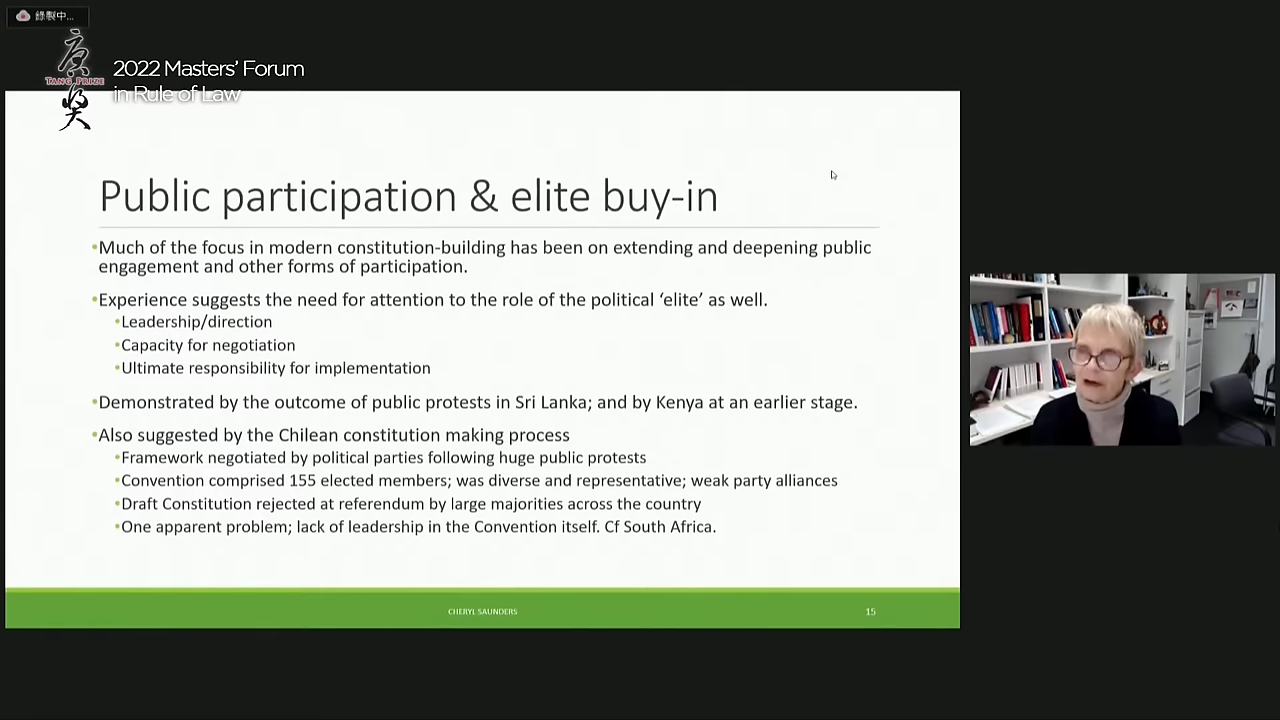 錄製中...
唐
TANG PRIZE
獎
2022 Masters' Forum
in Rule of Law
Public participation & elite buy-in
•Much of the focus in modern constitution-building has been on extending and deepening public
engagement and other forms of participation.
•Experience suggests the need for attention to the role of the political ‘elite’ as well.
•Leadership/direction
•Capacity for negotiation
•Ultimate responsibility for implementation
•Demonstrated by the outcome of public protests in Sri Lanka; and by Kenya at an earlier stage.
•Also suggested by the Chilean constitution making process
•Framework negotiated by political parties following huge public protests
•Convention comprised 155 elected members; was diverse and representative; weak party alliances
•Draft Constitution rejected at referendum by large majorities across the country
•One apparent problem; lack of leadership in the Convention itself. Cf South Africa.
CHERYL SAUNDERS
15